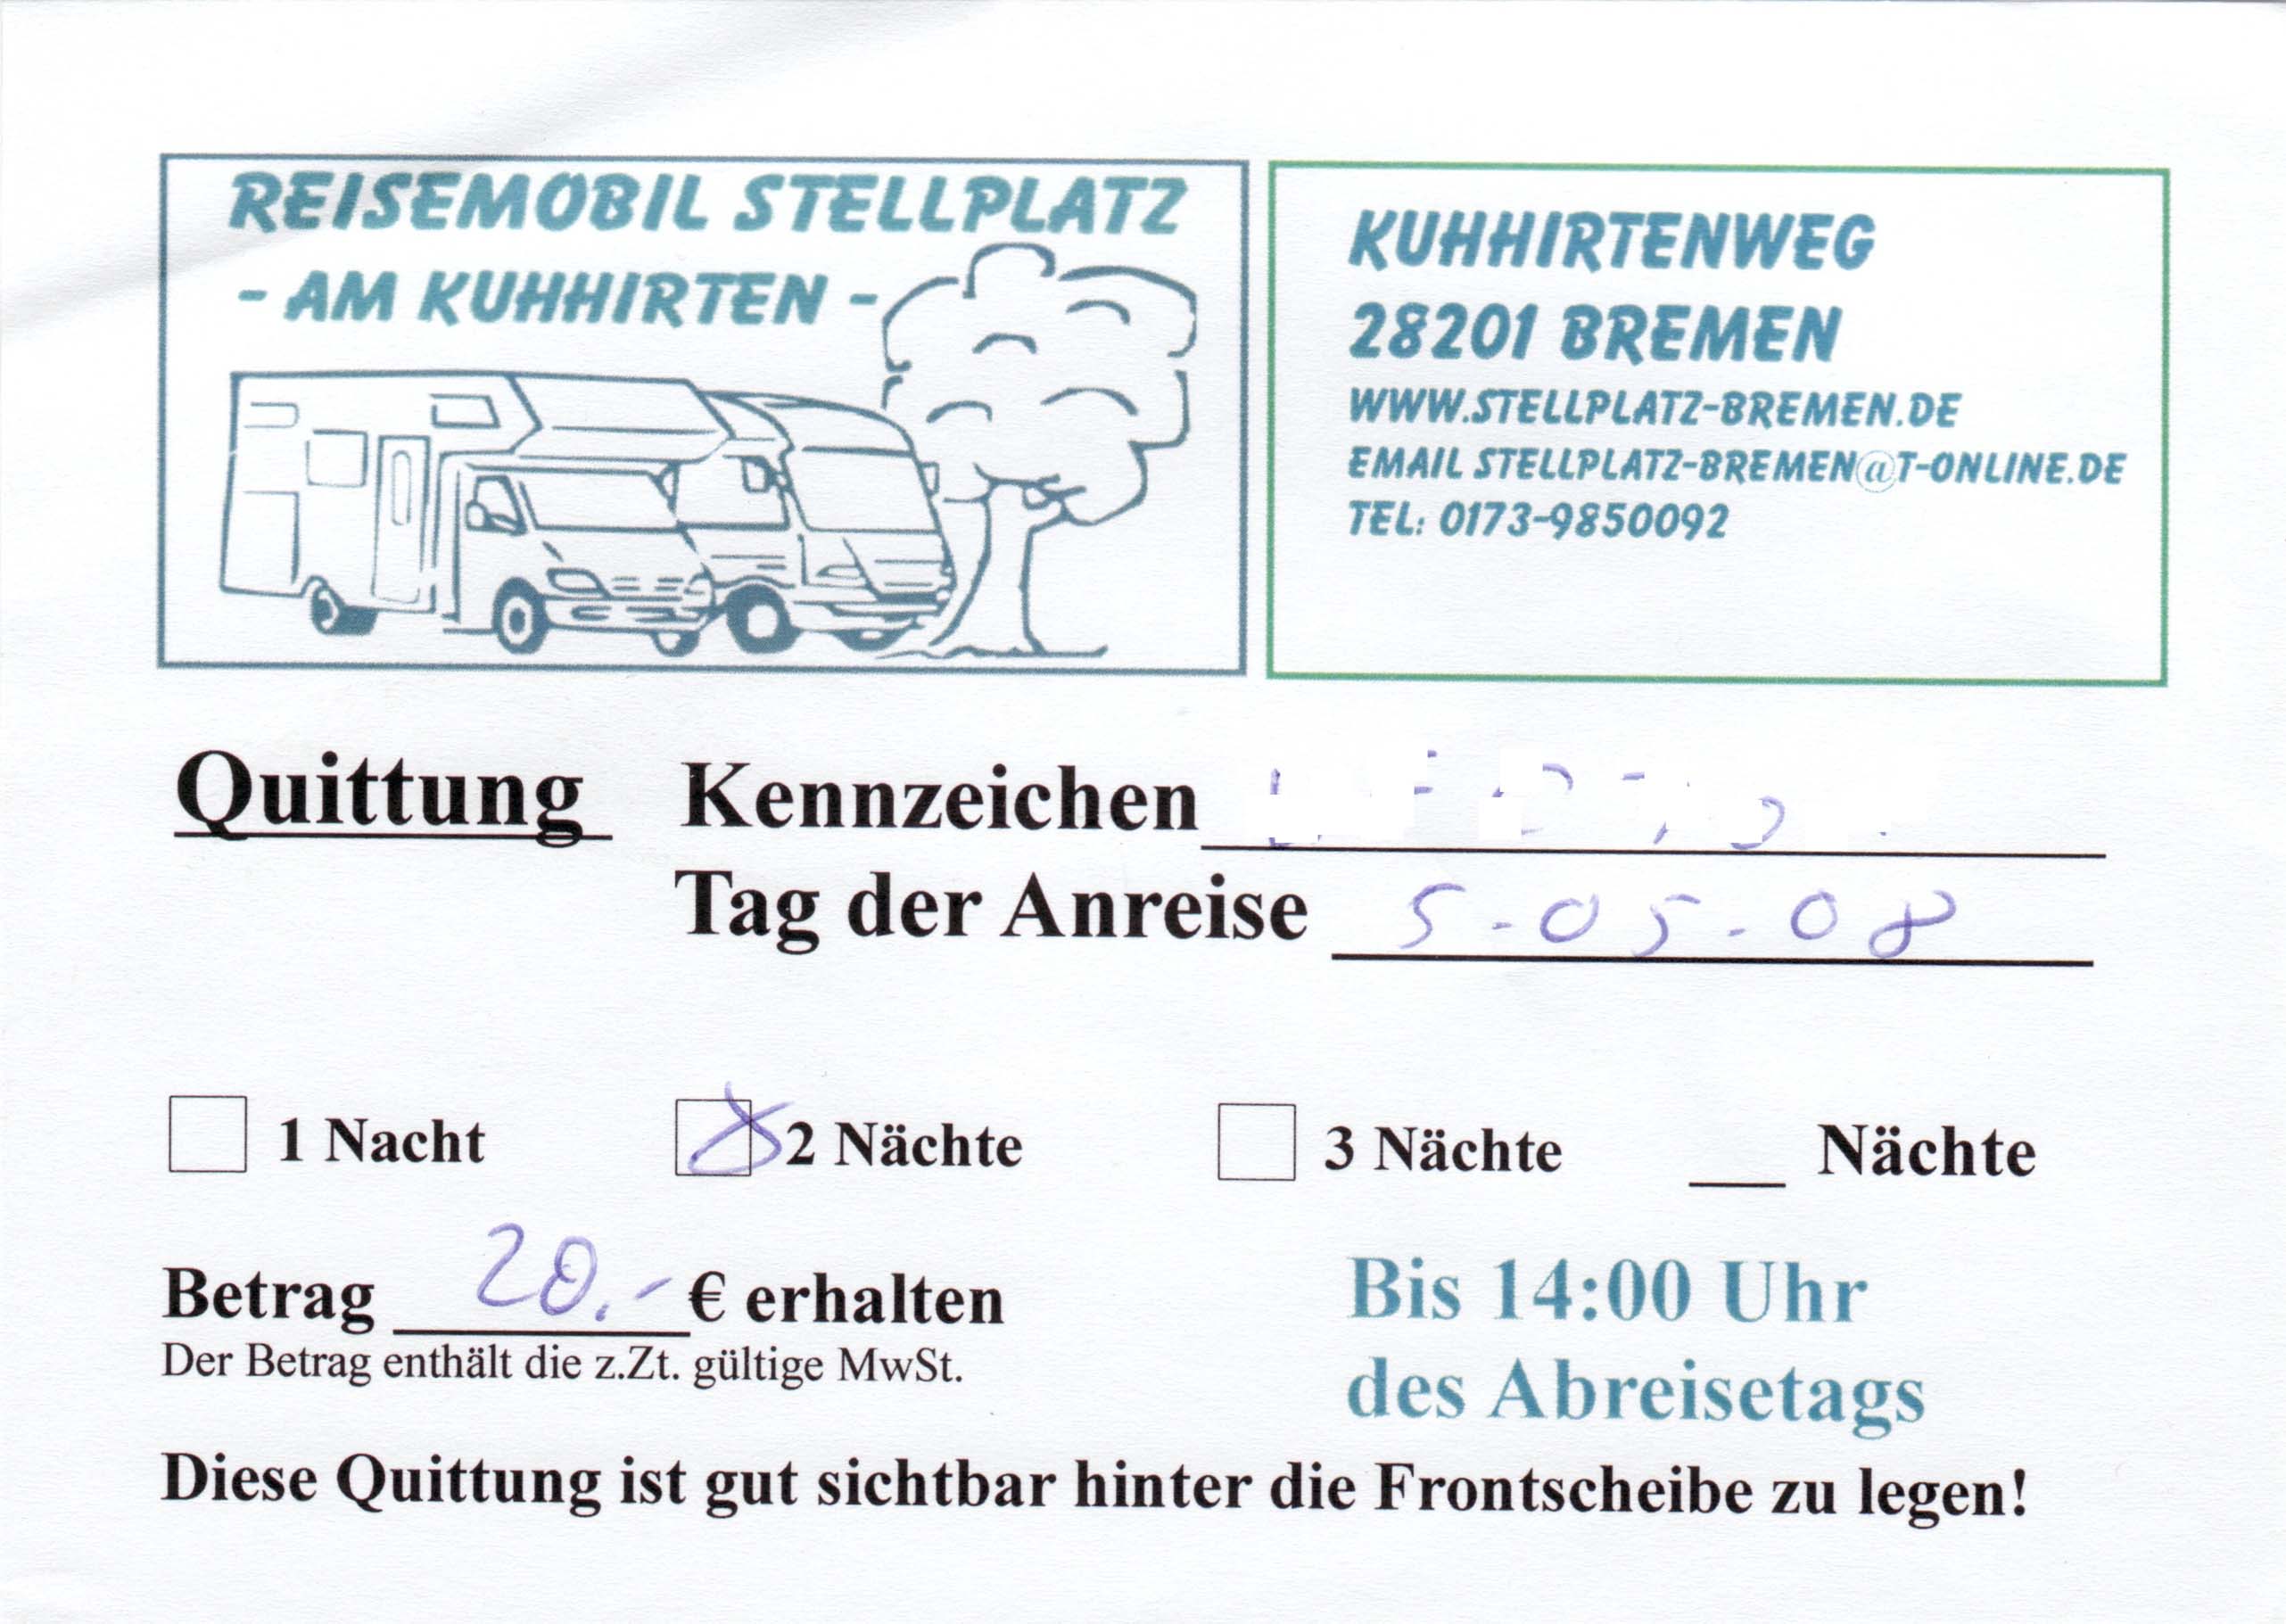 REISEMOBIL STELLPLATZ
- AM KUHHIRTEN -
KUHHIRTENWEG
28201 BREMEN
WWW.STELLPLATZ-BREMEN.DE
EMAIL STELLPLATZ-BREMEN@T-ONLINE.DE
TEL: 0173-9850092
Quittung Kennzeichen
Tag der Anreise 5.05.08
1 Nacht 2 Nächte 3 Nächte __ Nächte
Betrag 20.- € erhalten
Der Betrag enthält die z.Zt. gültige MwSt.
Bis 14:00 Uhr
des Abreisetags
Diese Quittung ist gut sichtbar hinter die Frontscheibe zu legen!